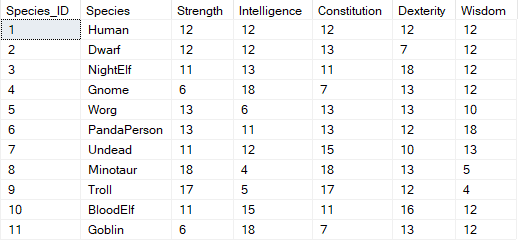 Species_ID Species Strength Intelligence Constitution Dexterity Wisdom
1 Human 12 12 12 12 12
2 Dwarf 12 12 13 7 12
3 NightElf 11 13 11 18 12
4 Gnome 6 18 7 13 12
5 Worg 13 6 13 13 10
6 PandaPerson 13 11 13 12 18
7 Undead 11 12 15 10 13
8 Minotaur 18 4 18 13 5
9 Troll 17 5 17 12 4
10 BloodElf 11 15 11 16 12
11 Goblin 6 18 7 13 12